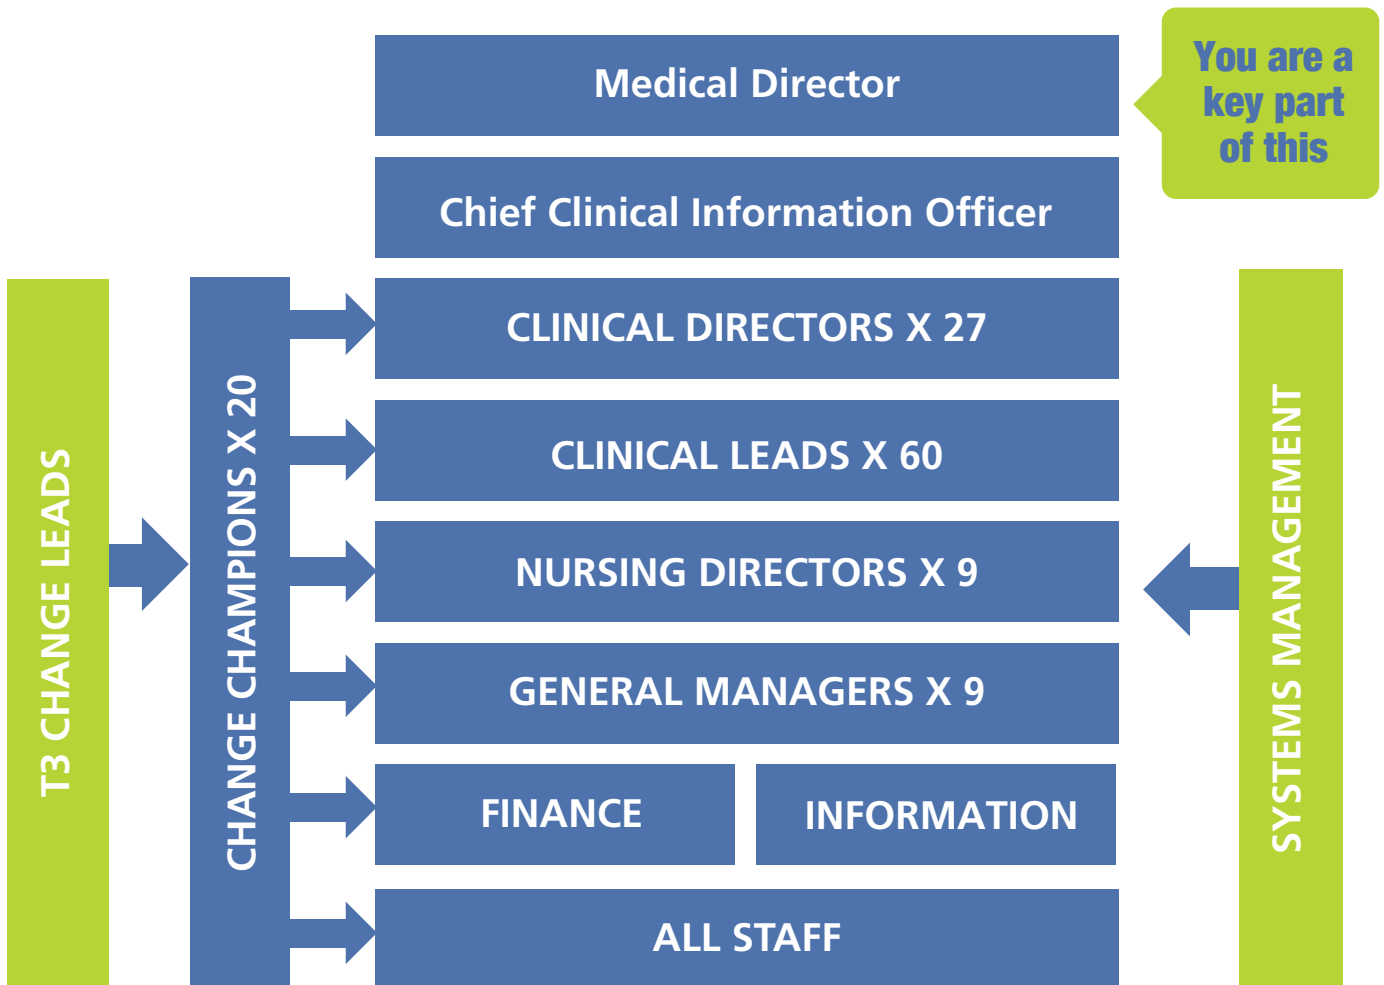 Medical Director
You are a
key part
of this
Chief Clinical Information Officer
T3 CHANGE LEADS
CHANGE CHAMPIONS X 20
CLINICAL DIRECTORS X 27
CLINICAL LEADS X 60
NURSING DIRECTORS X 9
GENERAL MANAGERS X 9
FINANCE
INFORMATION
ALL STAFF
SYSTEMS MANAGEMENT